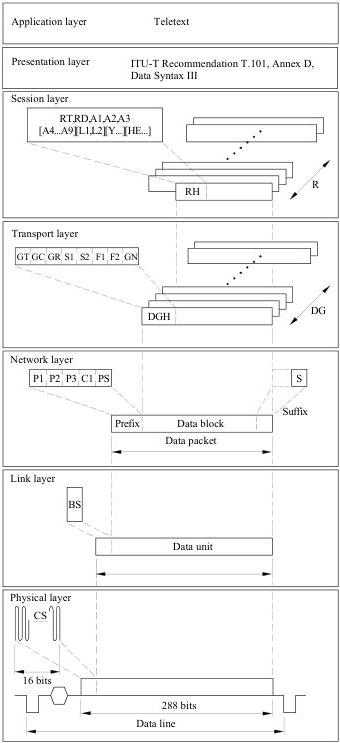 Application layer Teletext
Presentation layer ITU-T Recommendation T.101, Annex D,
Data Syntax III
Session layer
RT,RD,A1,A2,A3
[A4...A9][L1,L2][Y...][HE...]
RH
R
Transport layer
GT GC GR S1 S2 F1 F2 GN
DGH
DG
Network layer
P1 P2 P3 C1 PS S
Suffix
Prefix Data block
Data packet
Link layer
BS
Data unit
Physical layer
CS
16 bits
288 bits
Data line